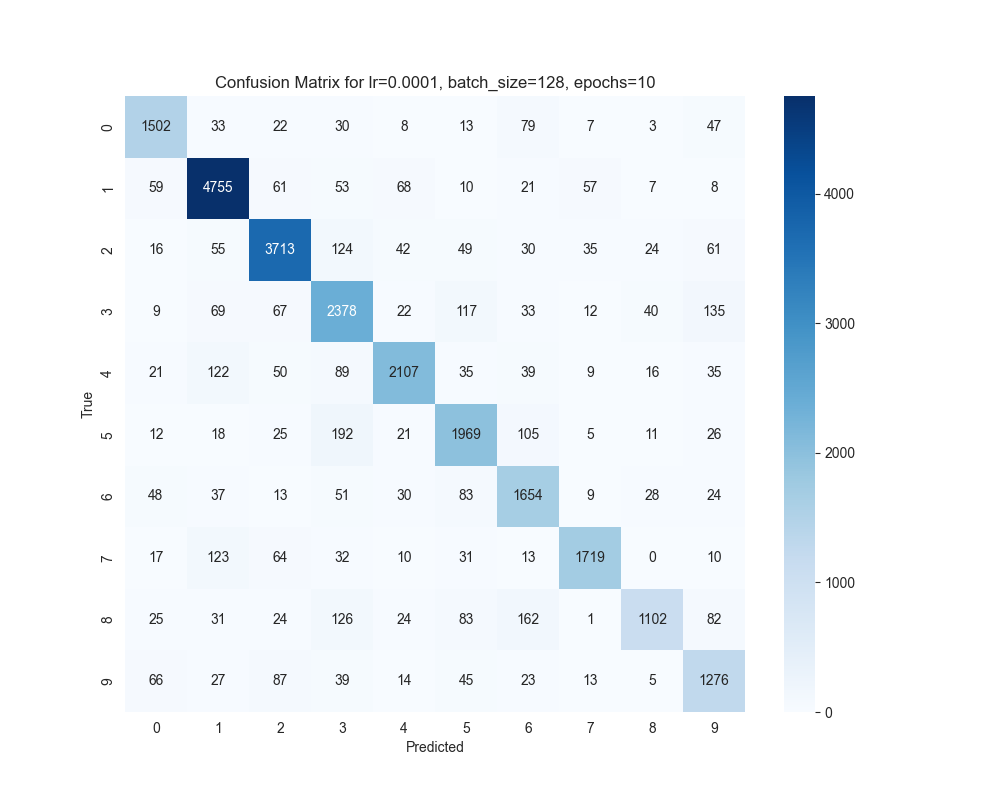 Confusion Matrix for lr=0.0001, batch_size=128, epochs=10
0 1502 33 22 30 8 13 79 7 3 47
1 59 4755 61 53 68 10 21 57 7 8
2 16 55 3713 124 42 49 30 35 24 61
3 9 69 67 2378 22 117 33 12 40 135
4 21 122 50 89 2107 35 39 9 16 35
5 12 18 25 192 21 1969 105 5 11 26
6 48 37 13 51 30 83 1654 9 28 24
7 17 123 64 32 10 31 13 1719 0 10
8 25 31 24 126 24 83 162 1 1102 82
9 66 27 87 39 14 45 23 13 5 1276
0 1 2 3 4 5 6 7 8 9
Predicted
True
4000
3000
2000
1000
0